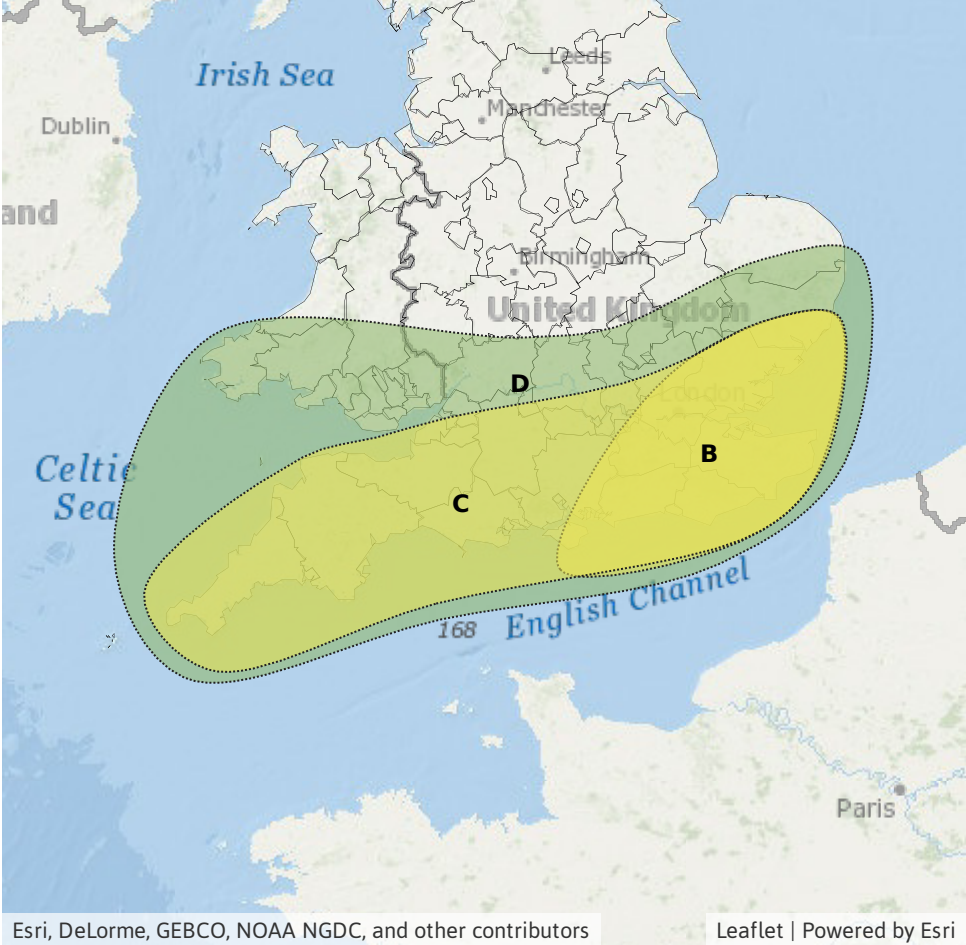 Leeds
Irish Sea
Manchester
Dublin
and
Birmingham
United Kingdom
D
London
B
Celtic
Sea
C
English Channel
168
Paris
Esri, DeLorme, GEBCO, NOAA NGDC, and other contributors
Leaflet | Powered by Esri